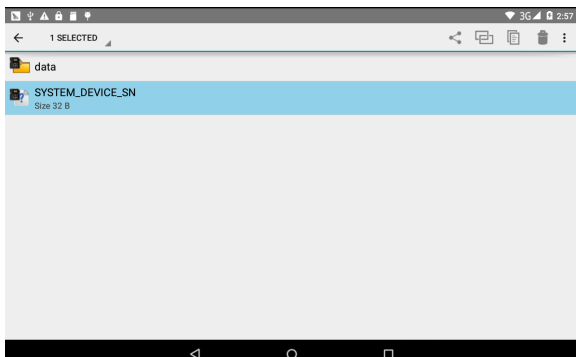 3G 2:57
1 SELECTED
data
SYSTEM_DEVICE_SN
Size 32 B